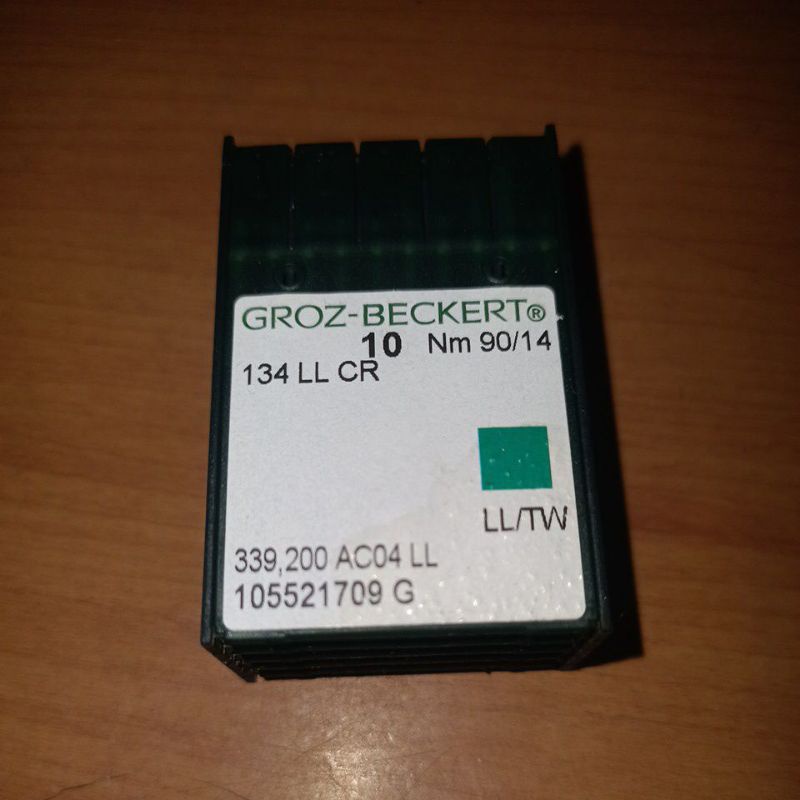 GROZ-BECKERT®
10 Nm 90/14
134 LL CR
LL/TW
339,200 AC04 LL
105521709 G